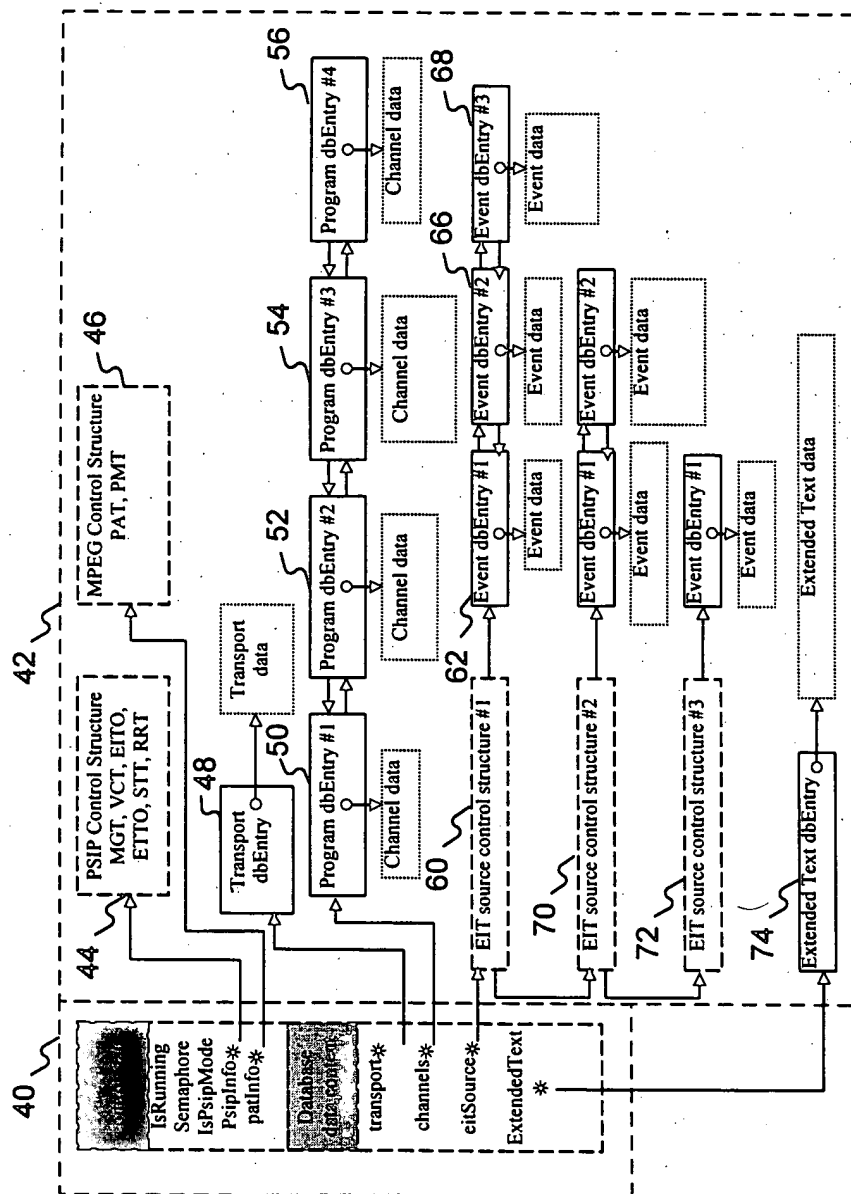 40
IsRunning
Semaphore
IsPsipMode
PsipInfo*
patInfo*
Database
data content
transport*
channels*
eitSource*
ExtendedText
*
42
44
PSIP Control Structure
MGT, VCT, EITO,
ETTO, STT, RRT
46
MPEG Control Structure
PAT, PMT
48
Transport
dbEntry
Transport
data
50
Program dbEntry #1
Channel data
52
Program dbEntry #2
Channel data
54
Program dbEntry #3
Channel data
56
Program dbEntry #4
Channel data
60
EIT source control structure #1
62
Event dbEntry #1
Event data
66
Event dbEntry #2
Event data
68
Event dbEntry #3
Event data
70
EIT source control structure #2
Event dbEntry #1
Event data
Event dbEntry #2
Event data
72
EIT source control structure #3
Event dbEntry #1
Event data
74
Extended Text dbEntry
Extended Text data